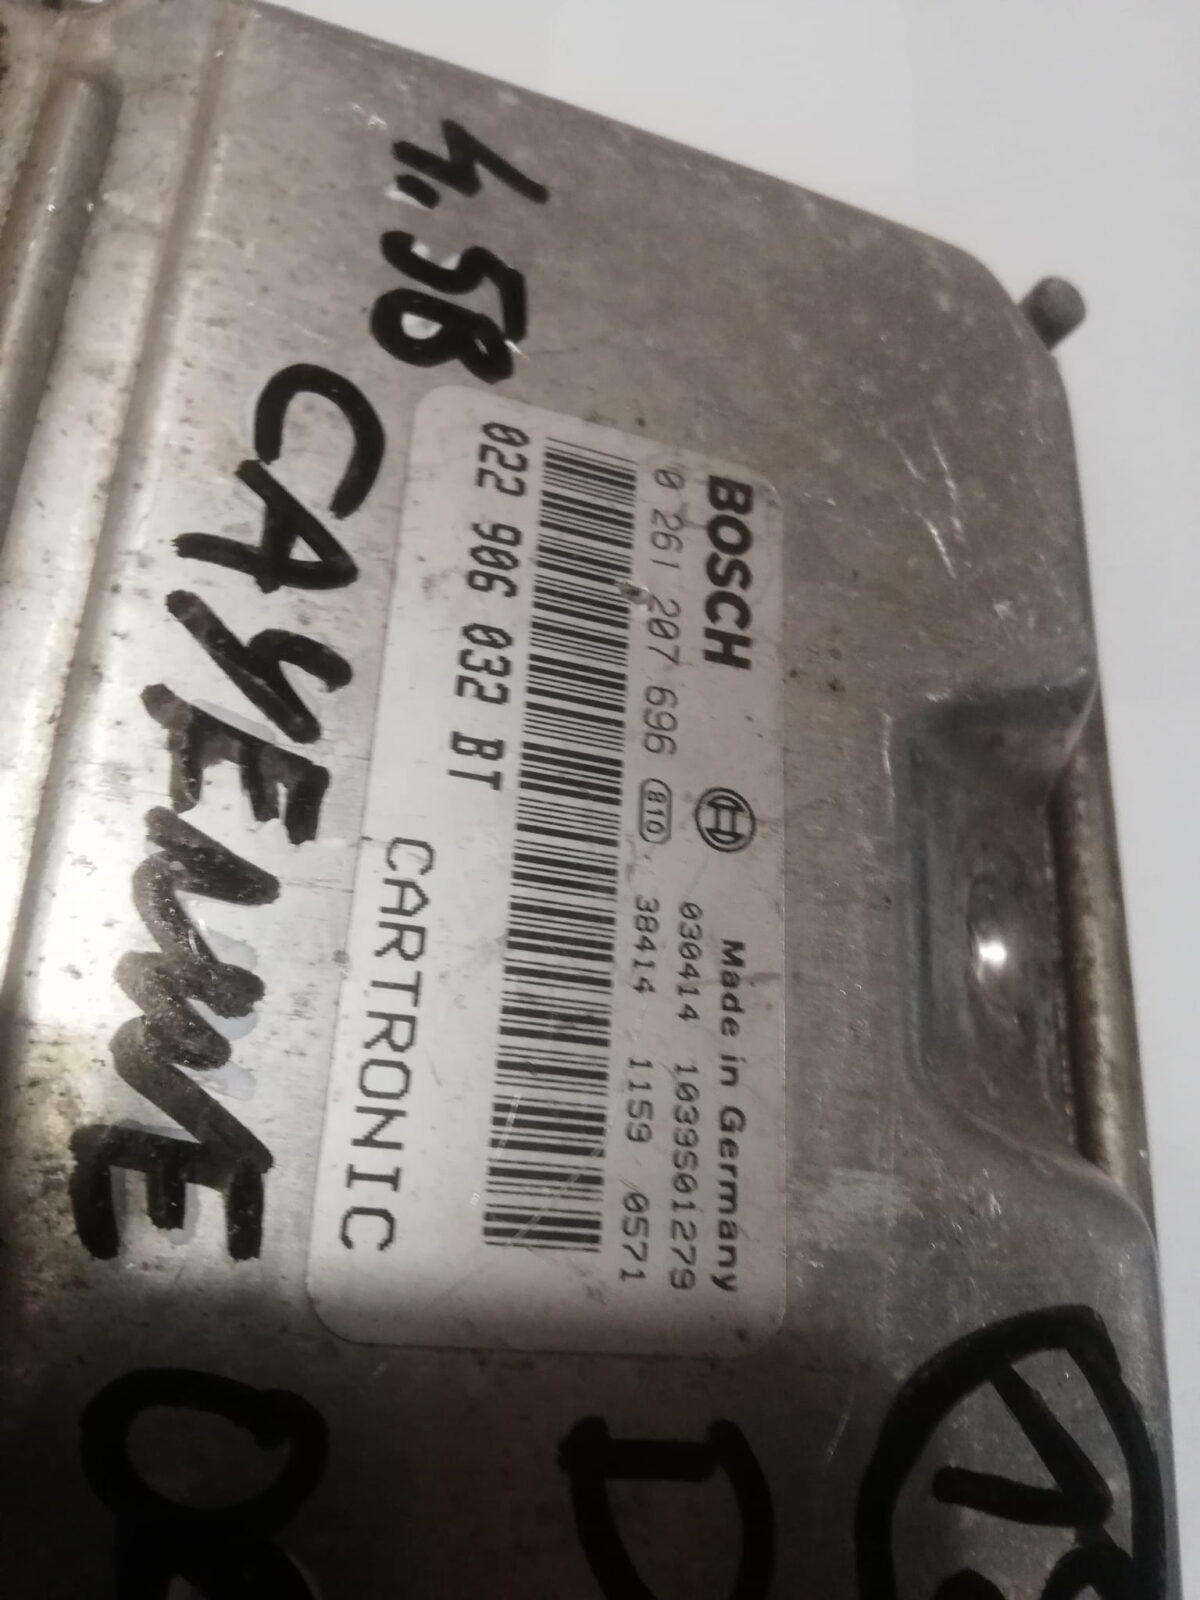 4.5B
CAYENNE
BOSCH
Made in Germany
030414 1039S01279
0 261 207 696 810 38414 1159 0571
022 906 032 BT
CARTRONIC
D